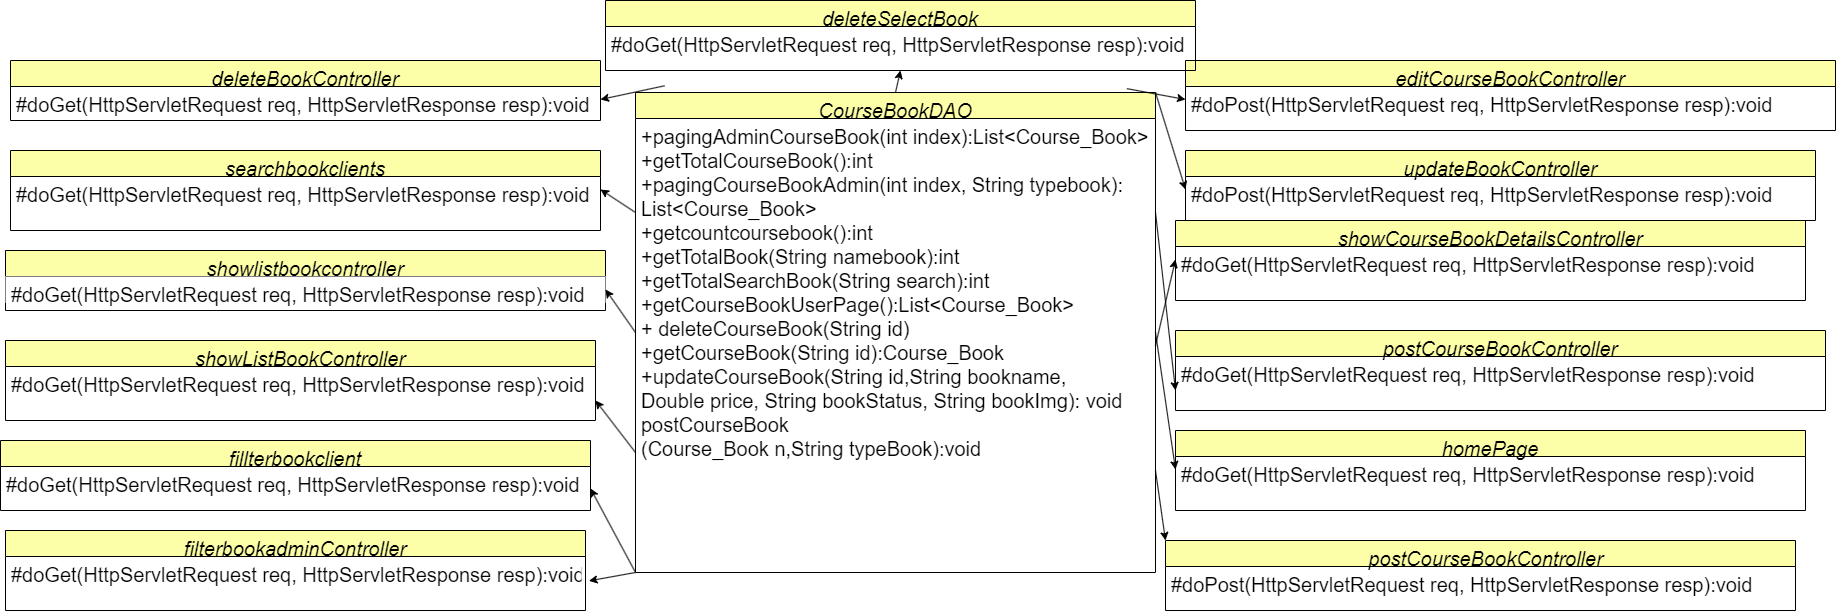 deleteSelectBook
#doGet(HttpServletRequest req, HttpServletResponse resp):void
deleteBookController
#doGet(HttpServletRequest req, HttpServletResponse resp):void
searchbookclients
#doGet(HttpServletRequest req, HttpServletResponse resp):void
showlistbookcontroller
#doGet(HttpServletRequest req, HttpServletResponse resp):void
showListBookController
#doGet(HttpServletRequest req, HttpServletResponse resp):void
fillterbookclient
#doGet(HttpServletRequest req, HttpServletResponse resp):void
filterbookadminController
#doGet(HttpServletRequest req, HttpServletResponse resp):void
CourseBookDAO
+pagingAdminCourseBook(int index):List<Course_Book>
+getTotalCourseBook():int
+pagingCourseBookAdmin(int index, String typebook):
List<Course_Book>
+getcountcoursebook():int
+getTotalBook(String namebook):int
+getTotalSearchBook(String search):int
+getCourseBookUserPage():List<Course_Book>
+ deleteCourseBook(String id)
+getCourseBook(String id):Course_Book
+updateCourseBook(String id,String bookname,
Double price, String bookStatus, String bookImg): void
postCourseBook
(Course_Book n,String typeBook):void
editCourseBookController
#doPost(HttpServletRequest req, HttpServletResponse resp):void
updateBookController
#doPost(HttpServletRequest req, HttpServletResponse resp):void
showCourseBookDetailsController
#doGet(HttpServletRequest req, HttpServletResponse resp):void
postCourseBookController
#doGet(HttpServletRequest req, HttpServletResponse resp):void
homePage
#doGet(HttpServletRequest req, HttpServletResponse resp):void
postCourseBookController
#doPost(HttpServletRequest req, HttpServletResponse resp):void